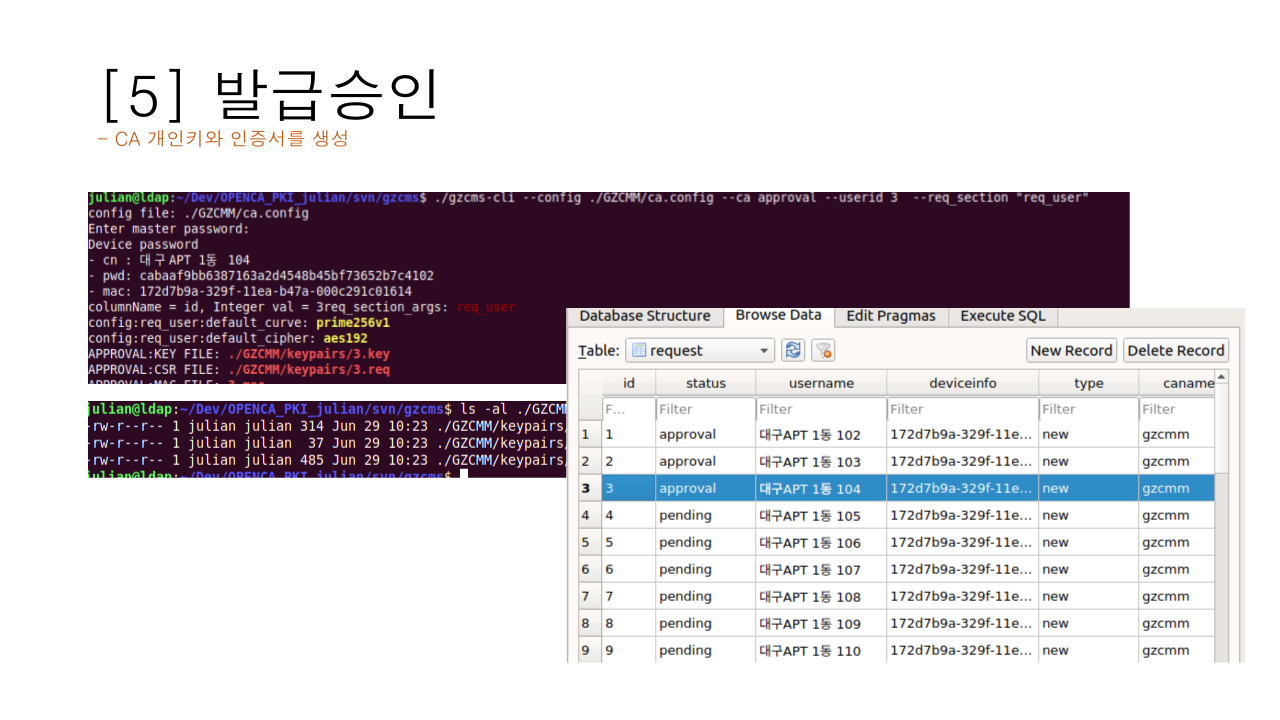 [5] 발급승인
- CA 개인키와 인증서를 생성
julian@ldap:~/Dev/OPENCA_PKI_julian/svn/gzcms$ ./gzcms-cli --config ./GZCMM/ca.config --ca approval --userid 3 --req_section "req_user"
config file: ./GZCMM/ca.config
Enter master password:
Device password
- cn : 대구APT 1동 104
- pwd: cabaaf9bb6387163a2d4548b45bf73652b7c4102
- mac: 172d7b9a-329f-11ea-b47a-000c291c01614
columnName = id, Integer val = 3req_section_args: req_user
config:req_user:default_curve: prime256v1
config:req_user:default_cipher: aes192
APPROVAL:KEY FILE: ./GZCMM/keypairs/3.key
APPROVAL:CSR FILE: ./GZCMM/keypairs/3.req
APPROVAL:MAC FILE: 3.mac
julian@ldap:~/Dev/OPENCA_PKI_julian/svn/gzcms$ ls -al ./GZCM
-rw-r--r-- 1 julian julian 314 Jun 29 10:23 ./GZCMM/keypairs/
-rw-r--r-- 1 julian julian 37 Jun 29 10:23 ./GZCMM/keypairs/
-rw-r--r-- 1 julian julian 485 Jun 29 10:23 ./GZCMM/keypairs/
julian@ldap:~/Dev/OPENCA_PKI_julian/svn/gzcms$
Database Structure Browse Data Edit Pragmas Execute SQL
Table: request New Record Delete Record
id status username deviceinfo type caname
F... Filter Filter Filter Filter Filter
1 1 approval 대구APT 1동 102 172d7b9a-329f-11e... new gzcmm
2 2 approval 대구APT 1동 103 172d7b9a-329f-11e... new gzcmm
3 3 approval 대구APT 1동 104 172d7b9a-329f-11e... new gzcmm
4 4 pending 대구APT 1동 105 172d7b9a-329f-11e... new gzcmm
5 5 pending 대구APT 1동 106 172d7b9a-329f-11e... new gzcmm
6 6 pending 대구APT 1동 107 172d7b9a-329f-11e... new gzcmm
7 7 pending 대구APT 1동 108 172d7b9a-329f-11e... new gzcmm
8 8 pending 대구APT 1동 109 172d7b9a-329f-11e... new gzcmm
9 9 pending 대구APT 1동 110 172d7b9a-329f-11e... new gzcmm